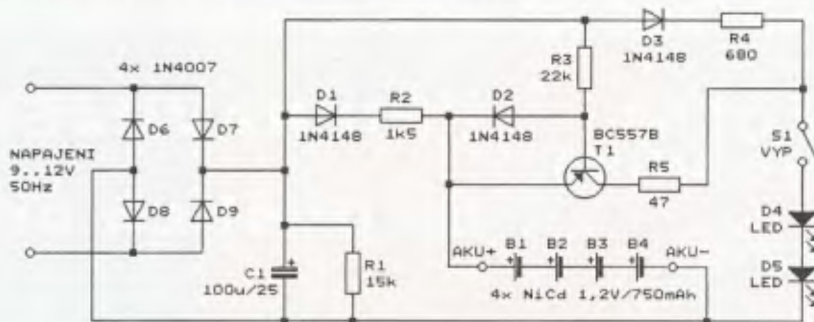 4x 1N4007
D6
D7
D8
D9
NAPAJENI
9..12V
50Hz
C1
100u/25
R1
15k
D1
1N4148
R2
1k5
D2
1N4148
R3
22k
D3
1N4148
R4
680
BC557B
T1
R5
47
S1
VYP
D4
LED
D5
LED
AKU+
B1
B2
B3
B4
AKU-
4x NiCd 1,2V/750mAh